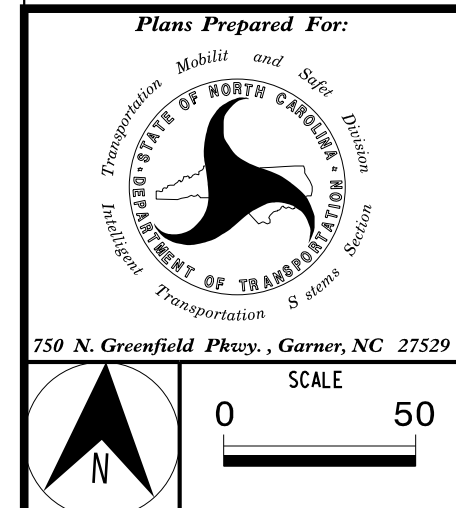 Plans Prepared For:
Transportation Mobilit and Safet Division
STATE OF NORTH CAROLINA
DEPARTMENT OF TRANSPORTATION
Intelligent Transportation S stems Section
750 N. Greenfield Pkwy. , Garner, NC 27529
N
SCALE
0 50